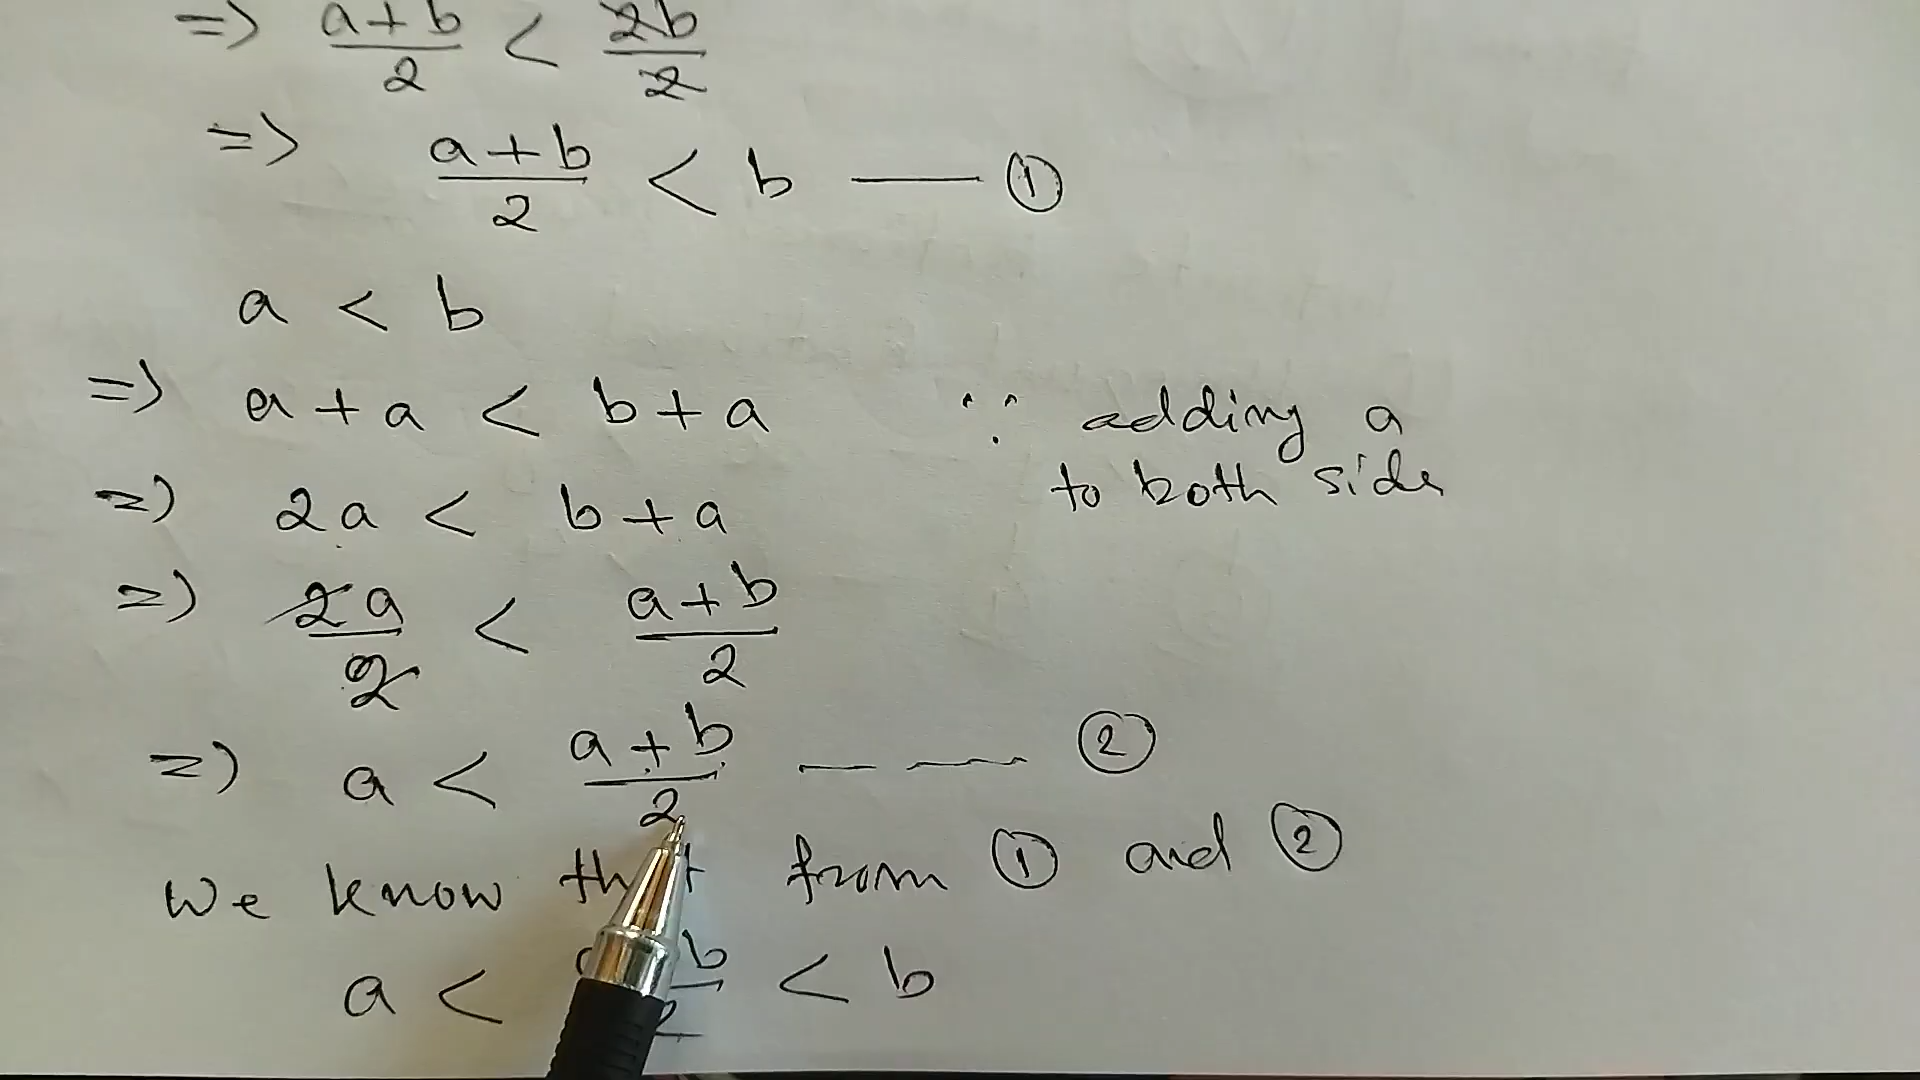 => a+b/2 < 2b/2
=> a+b/2 < b — ①
a < b
=> a + a < b + a ∵ adding a
to both side
=> 2a < b + a
=> 2a/2 < a+b/2
=> a < a+b/2 — — ②
We know from ① and ②
a < b/2 < b